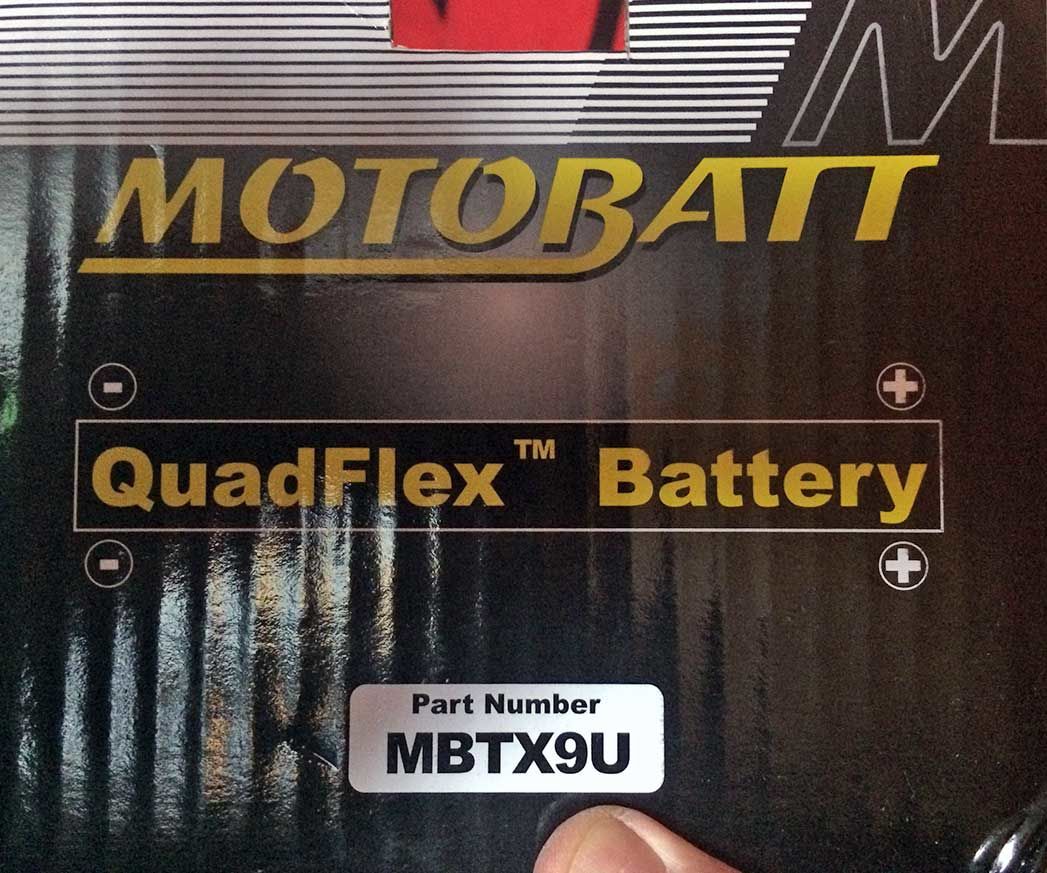 M
MOTOBATT
- +
QuadFlex™ Battery
- +
Part Number
MBTX9U